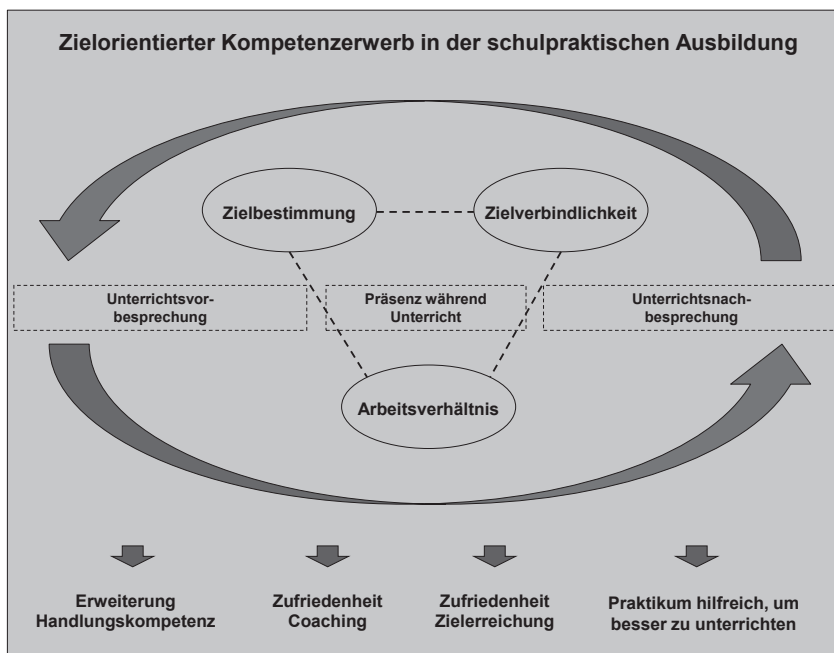 Zielorientierter Kompetenzerwerb in der schulpraktischen Ausbildung
Zielbestimmung
Zielverbindlichkeit
Unterrichtsvor-
besprechung
Präsenz während
Unterricht
Unterrichtsnach-
besprechung
Arbeitsverhältnis
Erweiterung
Handlungskompetenz
Zufriedenheit
Coaching
Zufriedenheit
Zielerreichung
Praktikum hilfreich, um
besser zu unterrichten